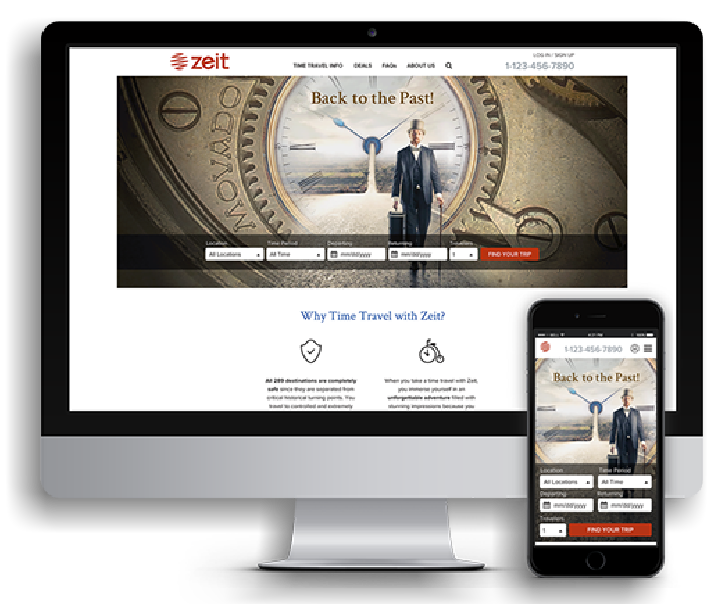 zeit
LOG IN / SIGN UP
TIME TRAVEL INFO DEALS FAQs ABOUT US
1-123-456-7890
Back to the Past!
MOVADO
Location Time Period Departing Returning Travelers
All Locations All Time mm/dd/yyyy mm/dd/yyyy 1 FIND YOUR TRIP
Why Time Travel with Zeit?
All 289 destinations are completely
safe since they are separated from
critical historical turning points. You
travel to controlled and extremely
When you take a time travel with Zeit,
you immerse yourself in an
unforgettable adventure filled with
stunning impressions because you
1-123-456-7890
Back to the Past!
Location Time Period
All Locations All Time
Departing Returning
mm/dd/yyyy mm/dd/yyyy
Travelers
1 FIND YOUR TRIP